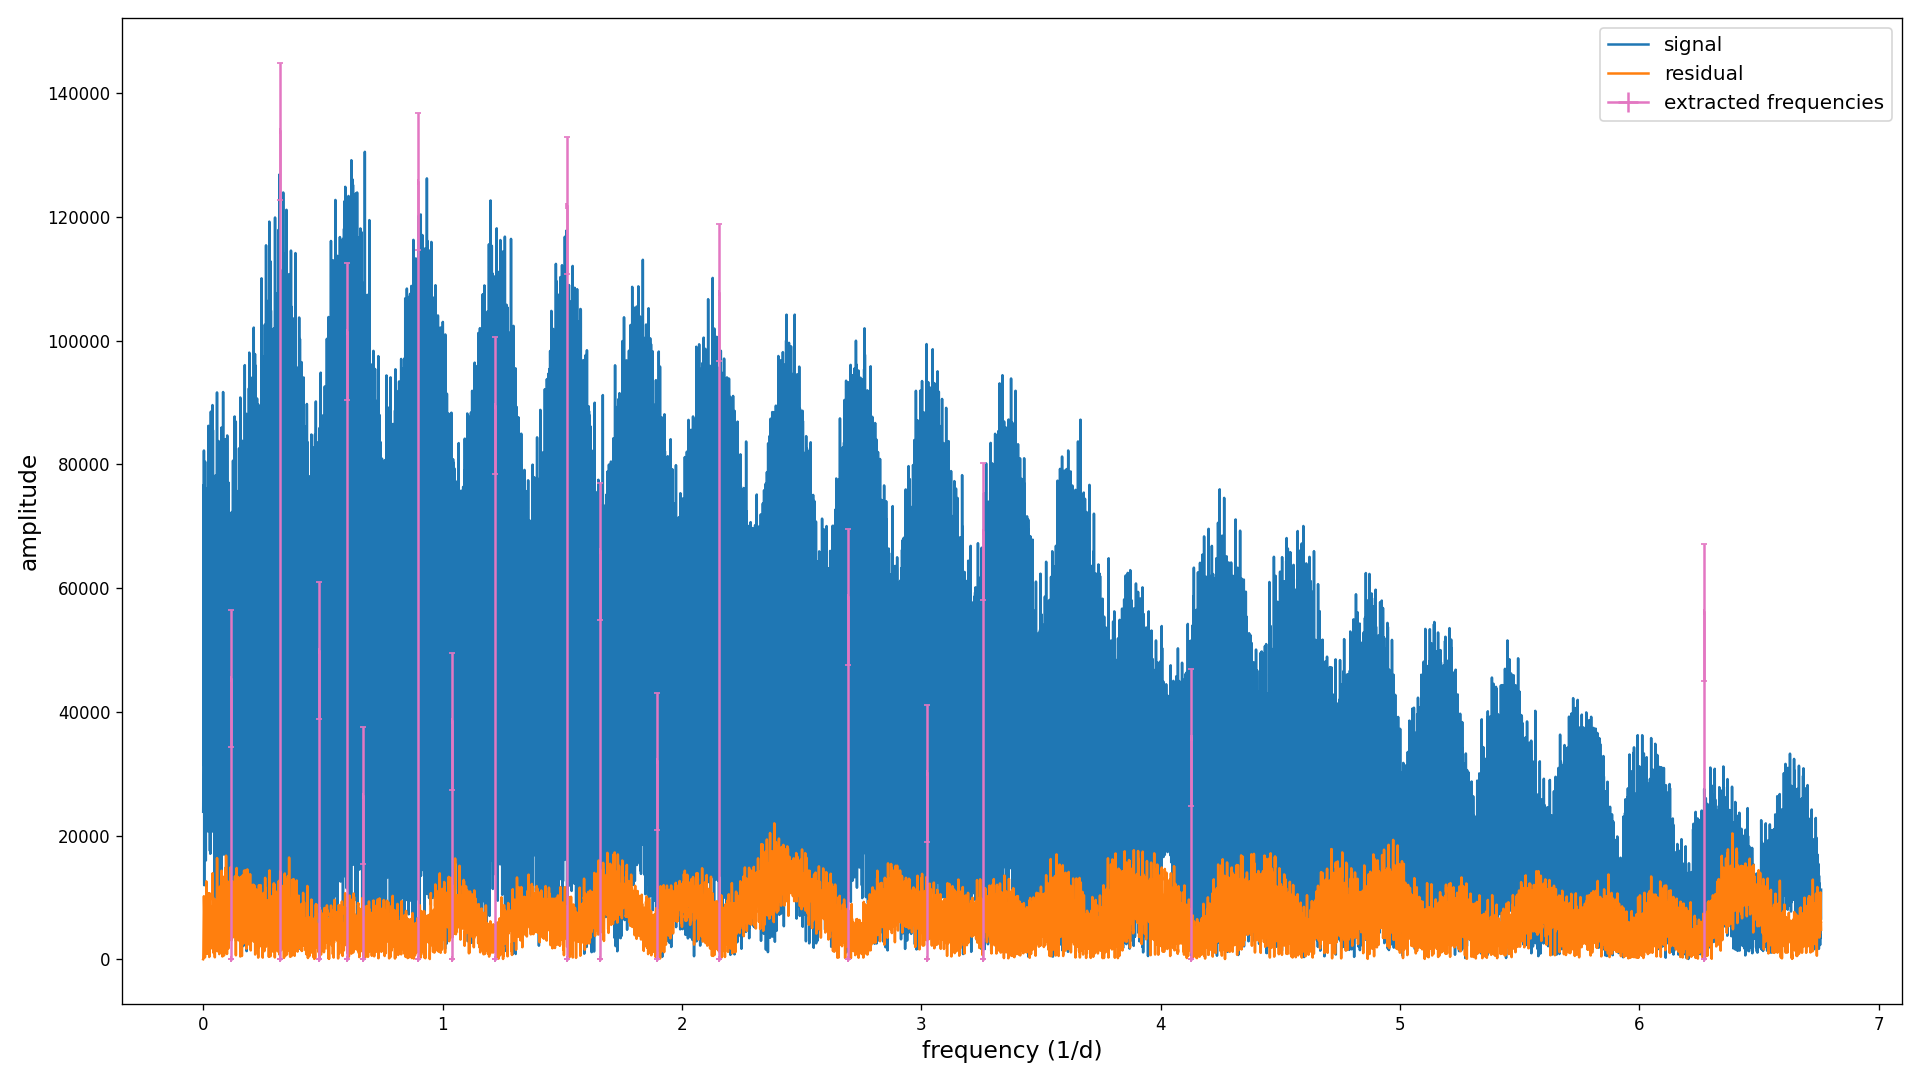 signal
residual
extracted frequencies
amplitude
140000
120000
100000
80000
60000
40000
20000
0
0 1 2 3 4 5 6 7
frequency (1/d)